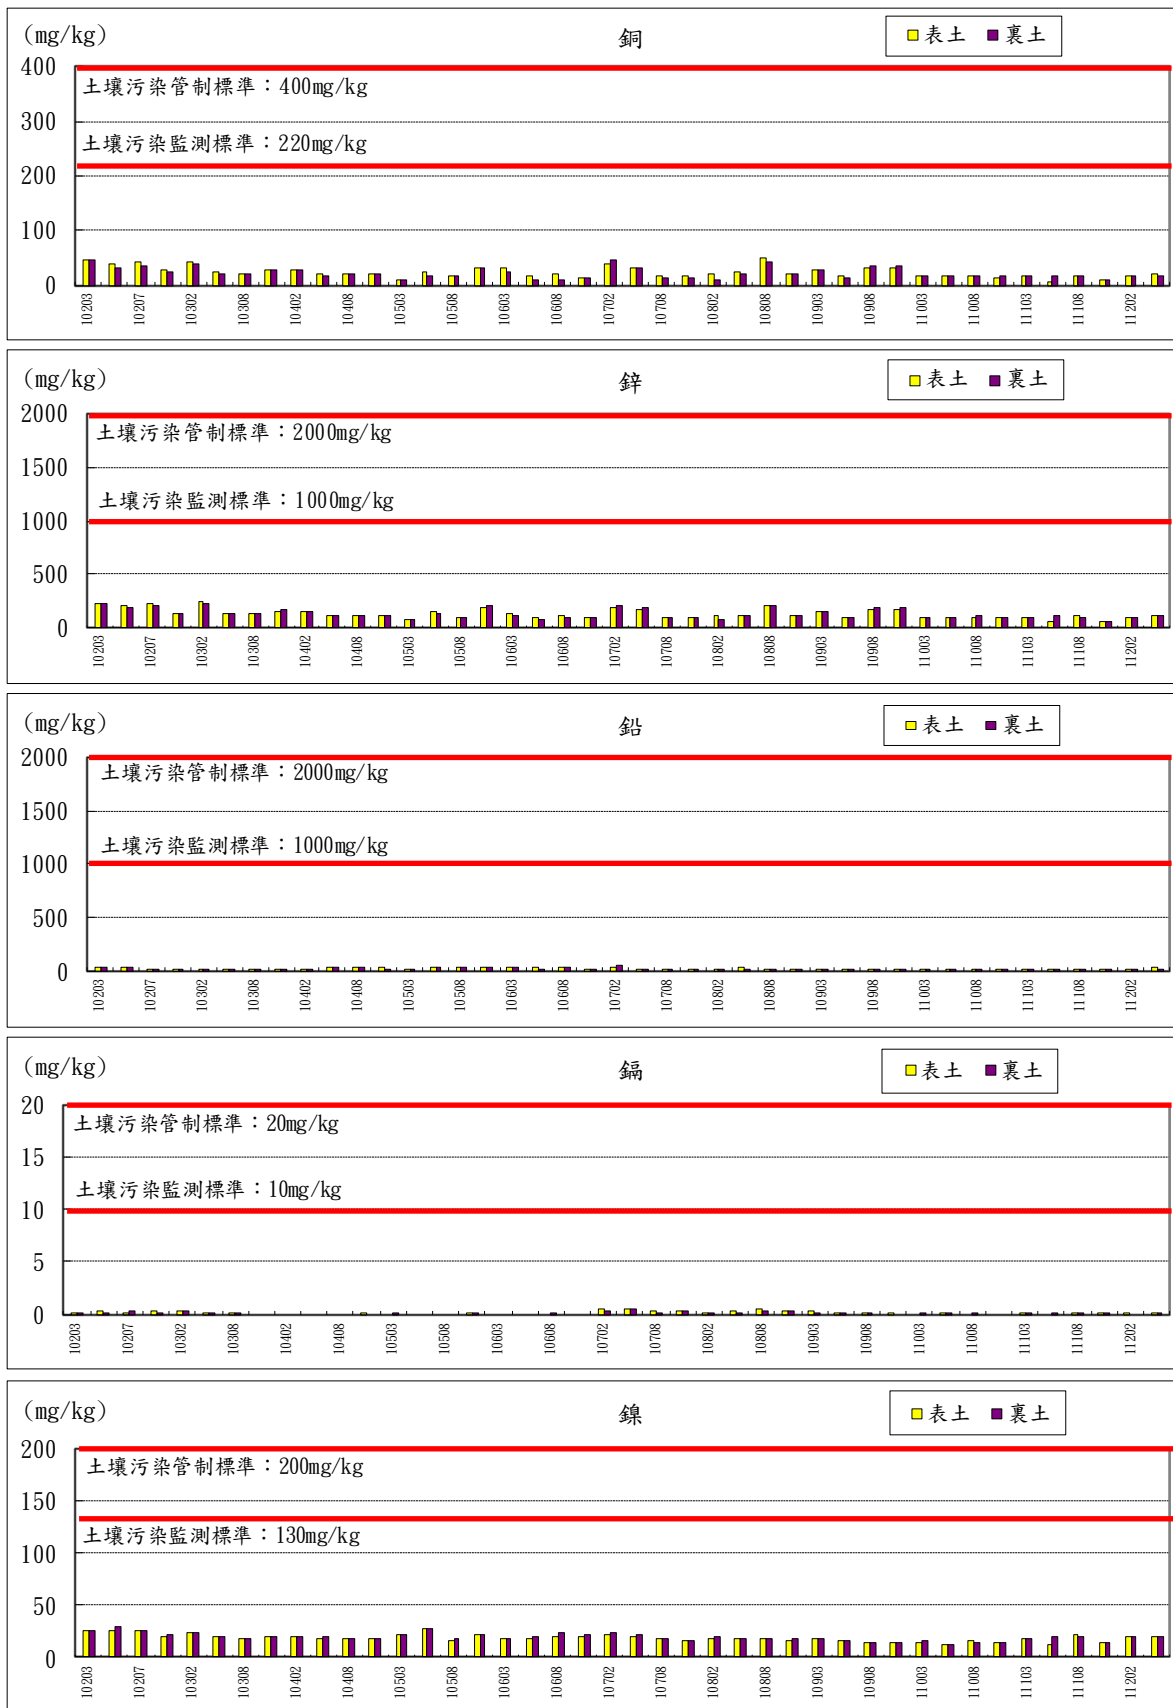 (mg/kg)
銅
表土 裏土
400
土壤污染管制標準：400mg/kg
300
土壤污染監測標準：220mg/kg
200
100
0
10203 10207 10302 10308 10402 10408 10503 10508 10603 10608 10702 10708 10802 10808 10903 10908 11003 11008 11103 11108 11202
(mg/kg)
鋅
表土 裏土
2000
土壤污染管制標準：2000mg/kg
1500
土壤污染監測標準：1000mg/kg
1000
500
0
10203 10207 10302 10308 10402 10408 10503 10508 10603 10608 10702 10708 10802 10808 10903 10908 11003 11008 11103 11108 11202
(mg/kg)
鉛
表土 裏土
2000
土壤污染管制標準：2000mg/kg
1500
土壤污染監測標準：1000mg/kg
1000
500
0
10203 10207 10302 10308 10402 10408 10503 10508 10603 10608 10702 10708 10802 10808 10903 10908 11003 11008 11103 11108 11202
(mg/kg)
鎘
表土 裏土
20
土壤污染管制標準：20mg/kg
15
土壤污染監測標準：10mg/kg
10
5
0
10203 10207 10302 10308 10402 10408 10503 10508 10603 10608 10702 10708 10802 10808 10903 10908 11003 11008 11103 11108 11202
(mg/kg)
鎳
表土 裏土
200
土壤污染管制標準：200mg/kg
150
土壤污染監測標準：130mg/kg
100
50
0
10203 10207 10302 10308 10402 10408 10503 10508 10603 10608 10702 10708 10802 10808 10903 10908 11003 11008 11103 11108 11202